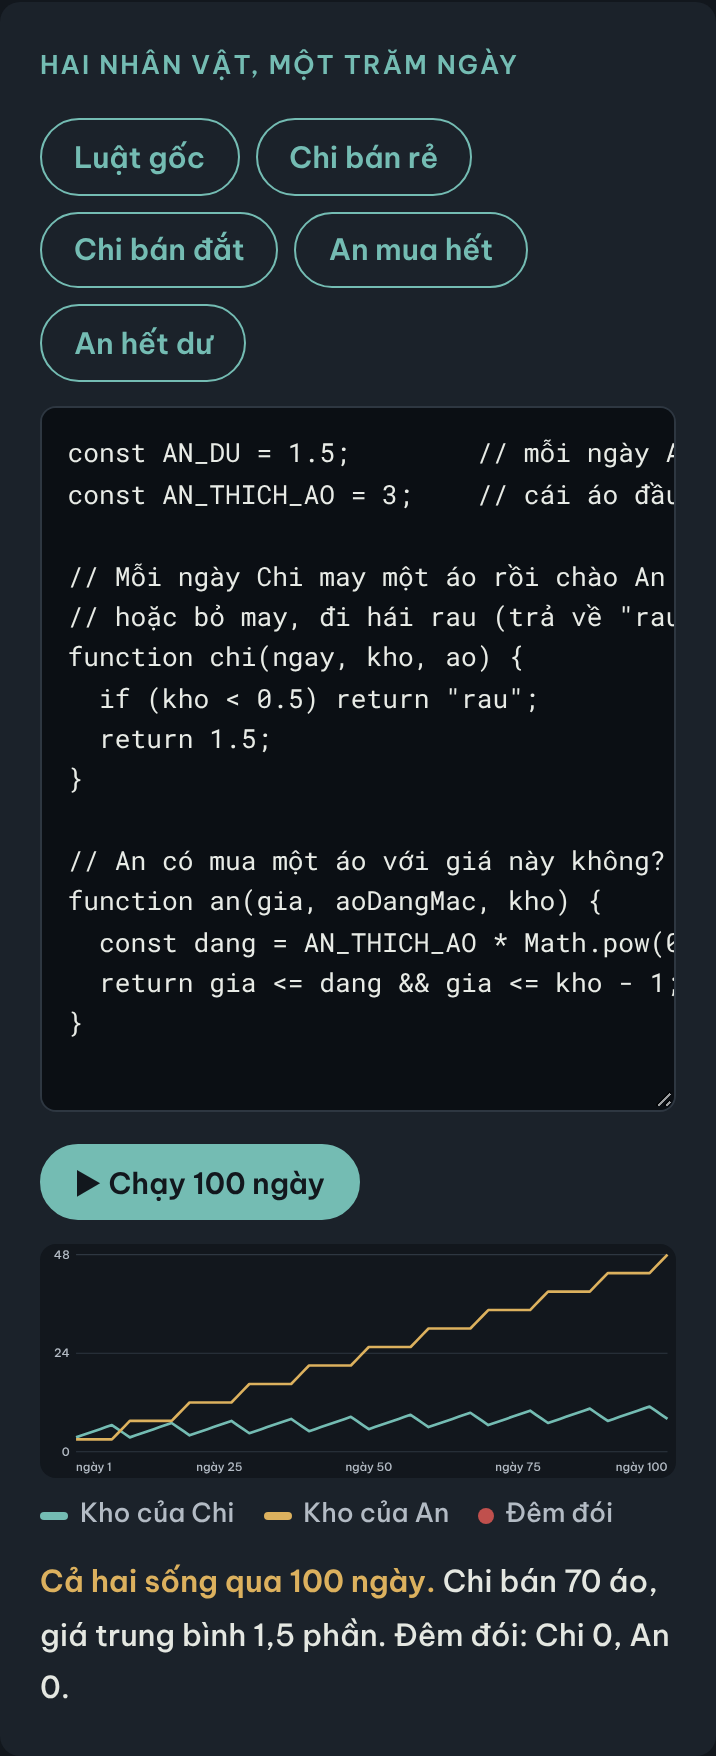 HAI NHÂN VẬT, MỘT TRĂM NGÀY
Luật gốc
Chi bán rẻ
Chi bán đắt
An mua hết
An hết dư
const AN_DU = 1.5;        // mỗi ngày A
const AN_THICH_AO = 3;    // cái áo đầu
// Mỗi ngày Chi may một áo rồi chào An
// hoặc bỏ may, đi hái rau (trả về "rau
function chi(ngay, kho, ao) {
  if (kho < 0.5) return "rau";
  return 1.5;
}
// An có mua một áo với giá này không?
function an(gia, aoDangMac, kho) {
  const dang = AN_THICH_AO * Math.pow(0
  return gia <= dang && gia <= kho - 1;
}
▶ Chạy 100 ngày
48
24
0
ngày 1 ngày 25 ngày 50 ngày 75 ngày 100
Kho của Chi Kho của An Đêm đói
Cả hai sống qua 100 ngày. Chi bán 70 áo,
giá trung bình 1,5 phần. Đêm đói: Chi 0, An
0.